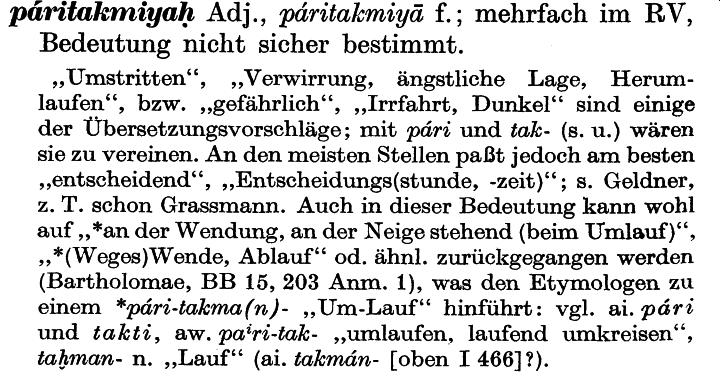 páritakmiyaḥ Adj., páritakmiyā f.; mehrfach im RV,
Bedeutung nicht sicher bestimmt.
„Umstritten“, „Verwirrung, ängstliche Lage, Herum-
laufen“, bzw. „gefährlich“, „Irrfahrt, Dunkel“ sind einige
der Übersetzungsvorschläge; mit pári und tak- (s. u.) wären
sie zu vereinen. An den meisten Stellen paßt jedoch am besten
„entscheidend“, „Entscheidungs(stunde, -zeit)“; s. Geldner,
z. T. schon Grassmann. Auch in dieser Bedeutung kann wohl
auf „*an der Wendung, an der Neige stehend (beim Umlauf)“,
„*(Weges)Wende, Ablauf“ od. ähnl. zurückgegangen werden
(Bartholomae, BB 15, 203 Anm. 1), was den Etymologen zu
einem *pári-takma(n)- „Um-Lauf“ hinführt: vgl. ai. pári
und takti, aw. paⁱri-tak- „umlaufen, laufend umkreisen“,
taḫman- n. „Lauf“ (ai. takmán- [oben I 466]?).